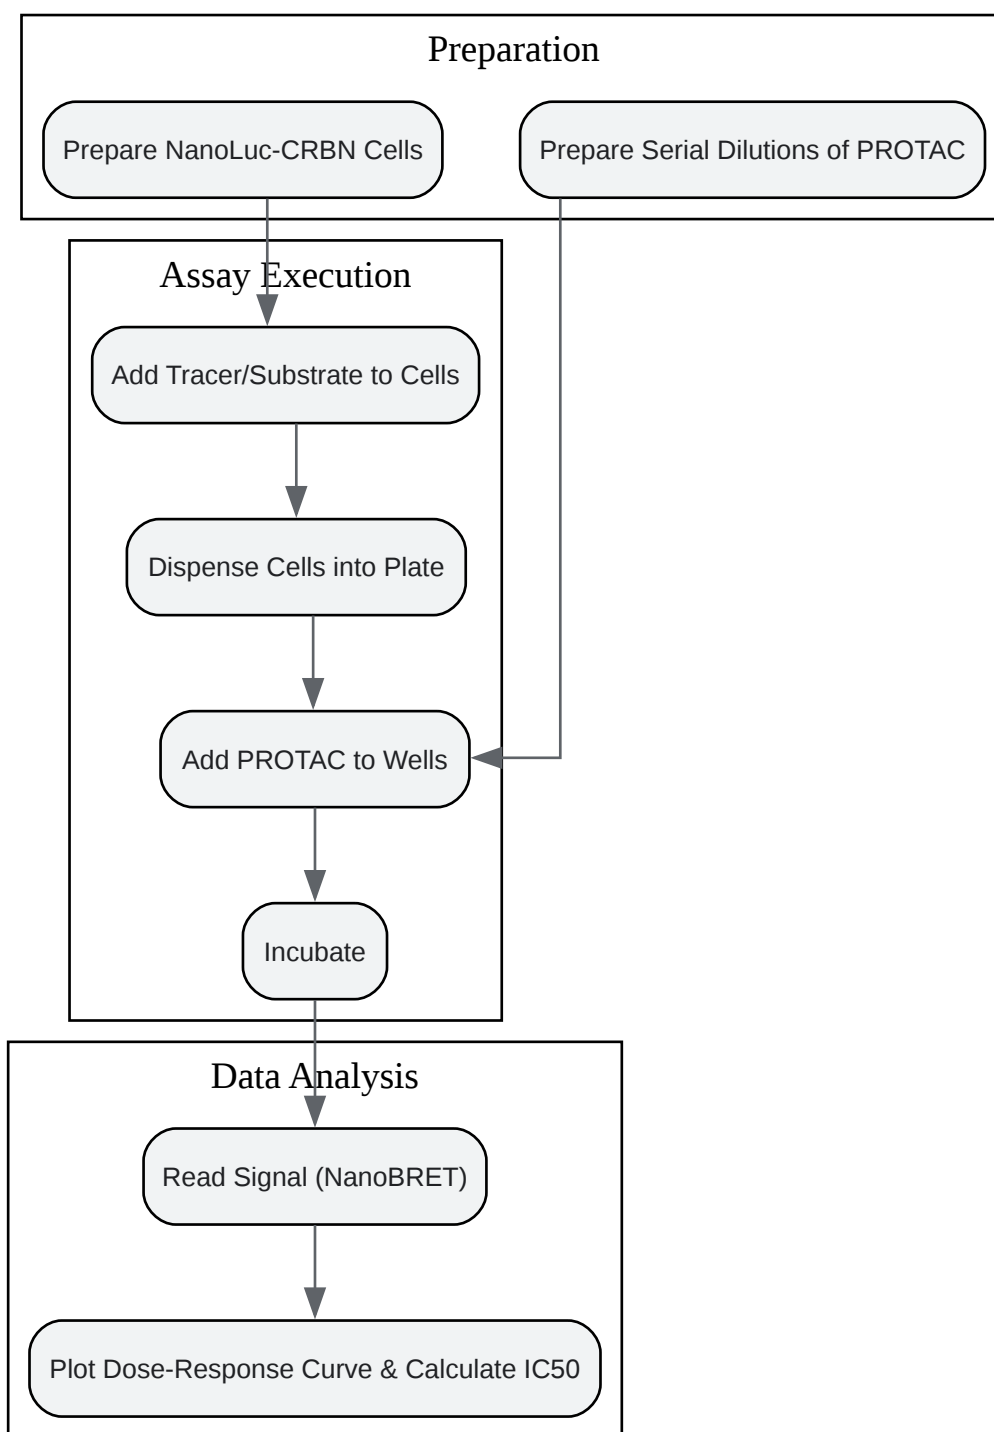 Preparation
Prepare NanoLuc-CRBN Cells
Prepare Serial Dilutions of PROTAC
Assay Execution
Add Tracer/Substrate to Cells
Dispense Cells into Plate
Add PROTAC to Wells
Incubate
Data Analysis
Read Signal (NanoBRET)
Plot Dose-Response Curve & Calculate IC50